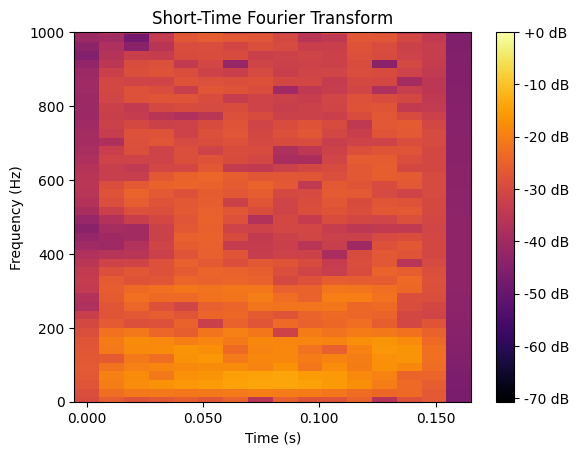 Short-Time Fourier Transform
1000
800
600
400
200
0
Frequency (Hz)
0.000
0.050
0.100
0.150
Time (s)
+0 dB
-10 dB
-20 dB
-30 dB
-40 dB
-50 dB
-60 dB
-70 dB